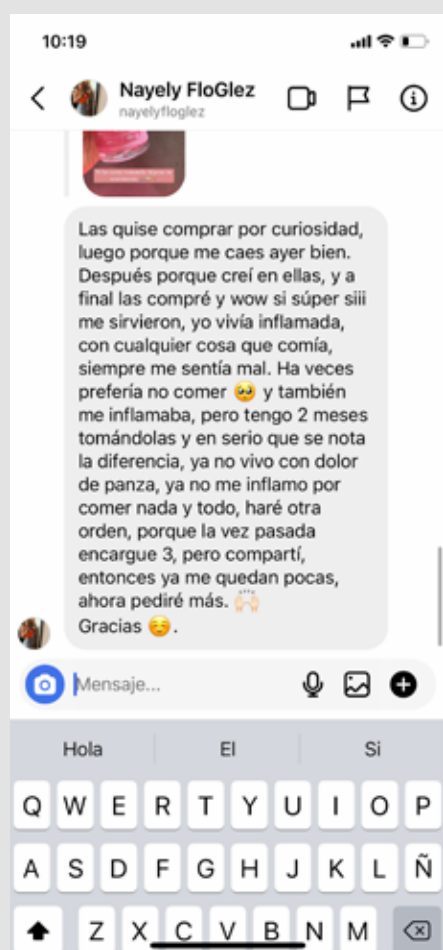 10:19
Nayely FloGlez
nayelyfloglez
Las quise comprar por curiosidad,
luego porque me caes ayer bien.
Después porque creí en ellas, y a
final las compré y wow si súper siii
me sirvieron, yo vivía inflamada,
con cualquier cosa que comía,
siempre me sentía mal. Ha veces
prefería no comer 🥺 y también
me inflamaba, pero tengo 2 meses
tomándolas y en serio que se nota
la diferencia, ya no vivo con dolor
de panza, ya no me inflamo por
comer nada y todo, haré otra
orden, porque la vez pasada
encargue 3, pero compartí,
entonces ya me quedan pocas,
ahora pediré más. 🙌🏻
Gracias ☺️.
Mensaje...
Hola El Si
Q W E R T Y U I O P
A S D F G H J K L Ñ
Z X C V B N M